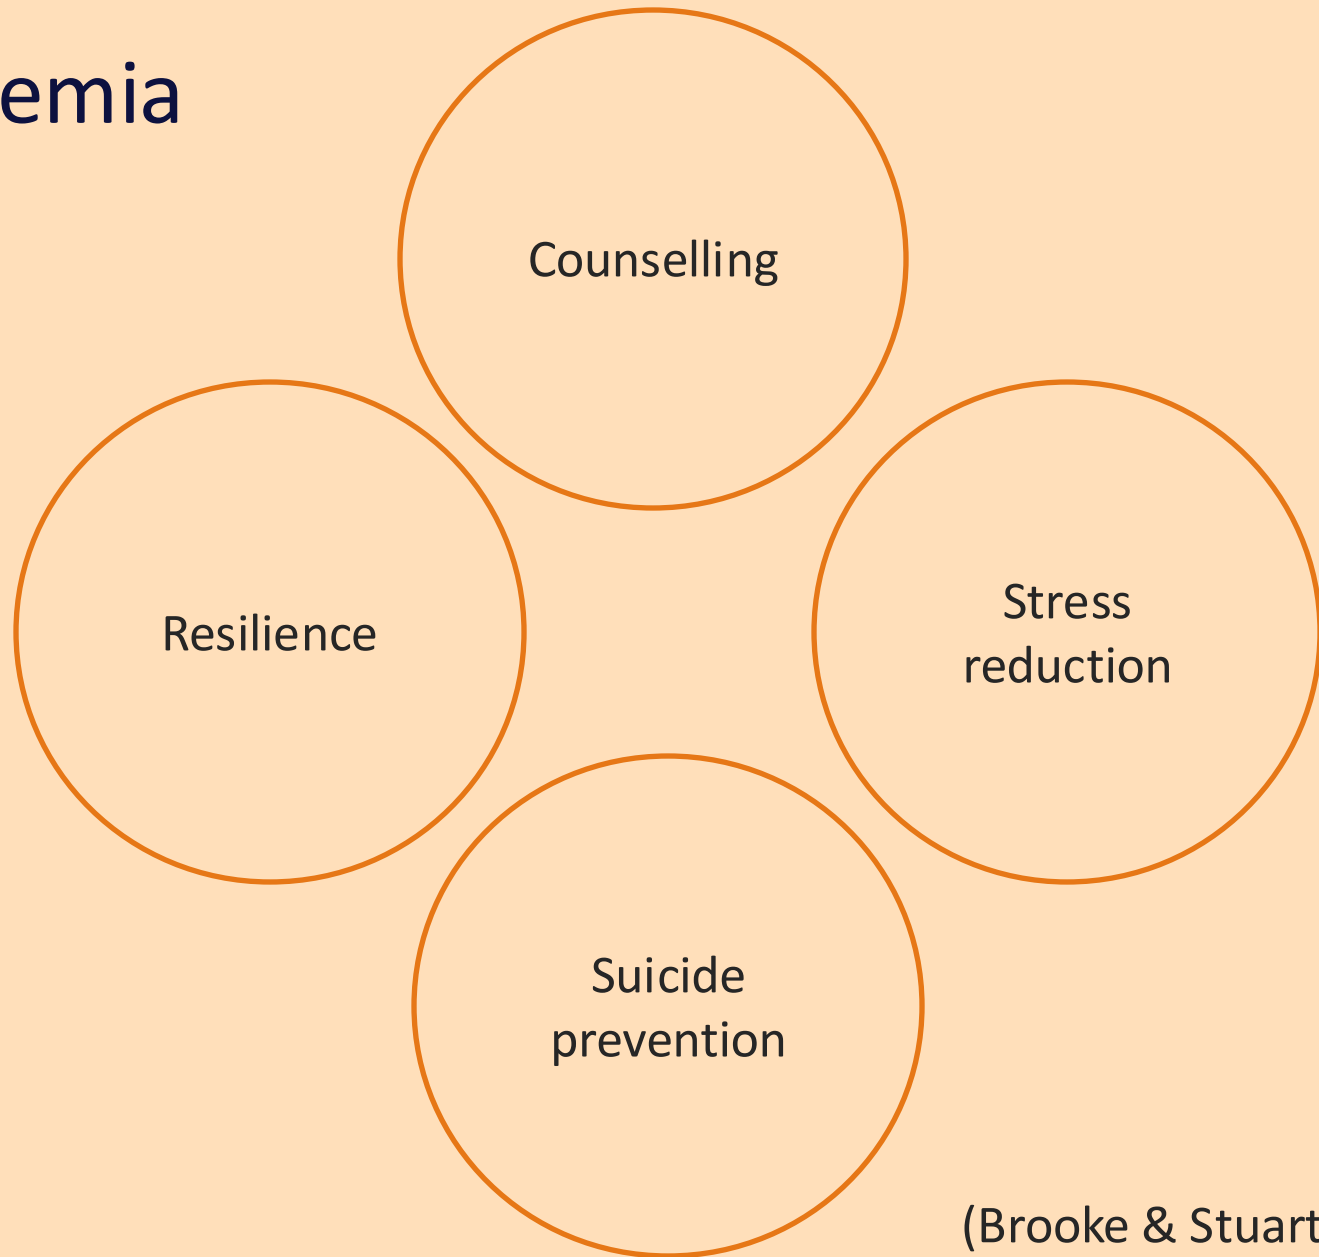 emia
Counselling
Resilience
Stress
reduction
Suicide
prevention
(Brooke & Stuart